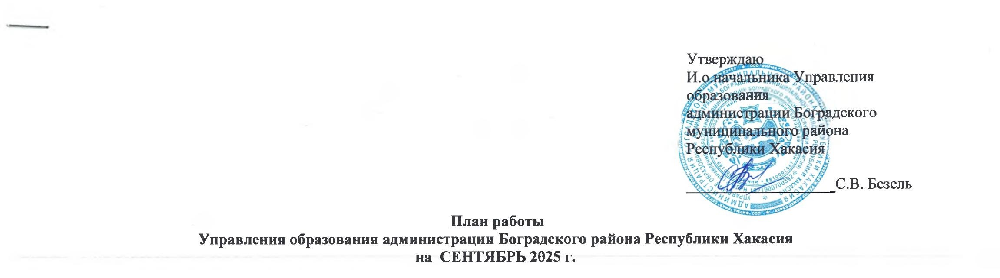 Утверждаю
И.о.начальника Управления
образования
администрации Боградского
муниципального района
Республики Хакасия
С.В. Безель
План работы
Управления образования администрации Боградского района Республики Хакасия
на СЕНТЯБРЬ 2025 г.